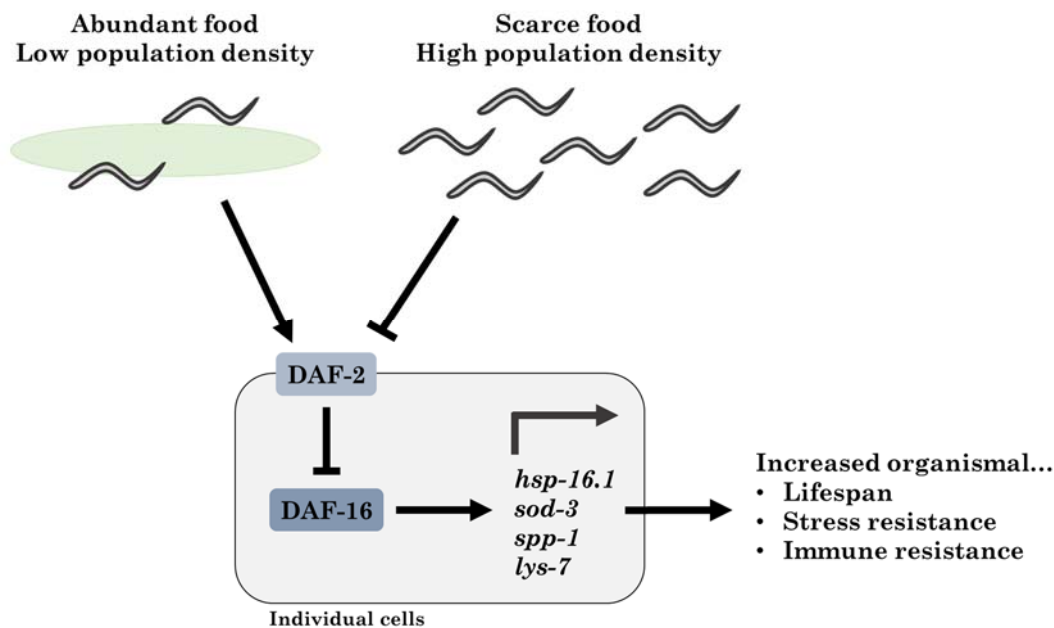 Abundant food
Low population density
Scarce food
High population density
DAF-2
DAF-16
hsp-16.1
sod-3
spp-1
lys-7
Increased organismal...
• Lifespan
• Stress resistance
• Immune resistance
Individual cells